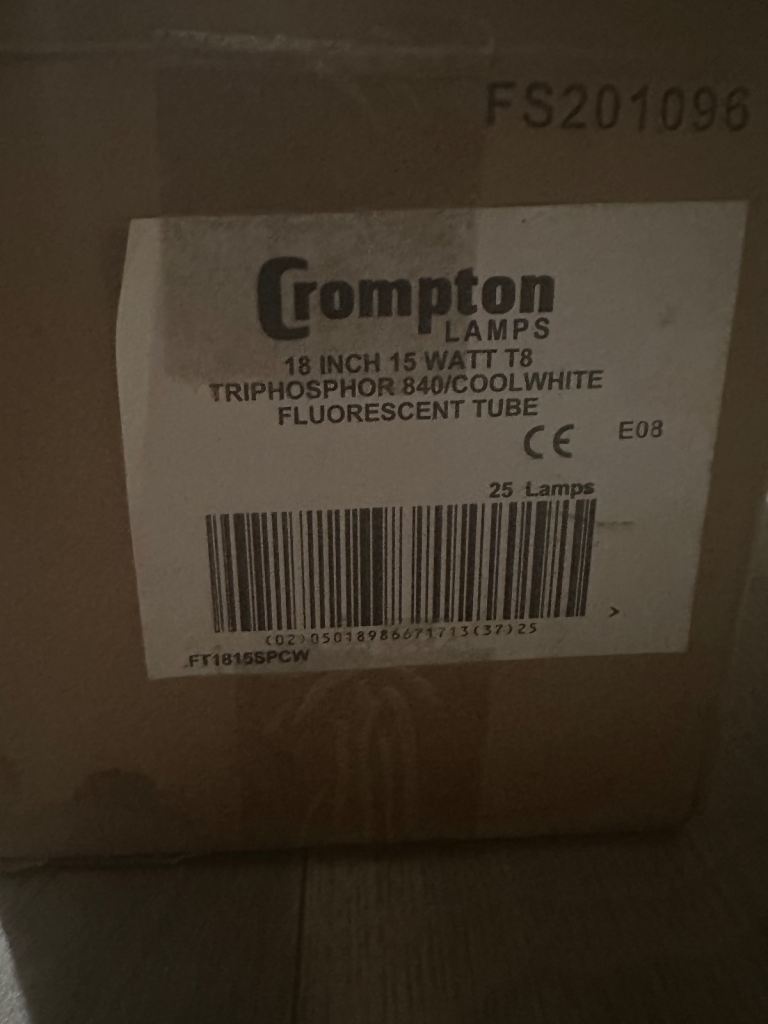 FS201096
Crompton
LAMPS
18 INCH 15 WATT T8
TRIPHOSPHOR 840/COOLWHITE
FLUORESCENT TUBE
CE E08
25 Lamps
>
(02)05018986671713(37)25
FT1815SPCW